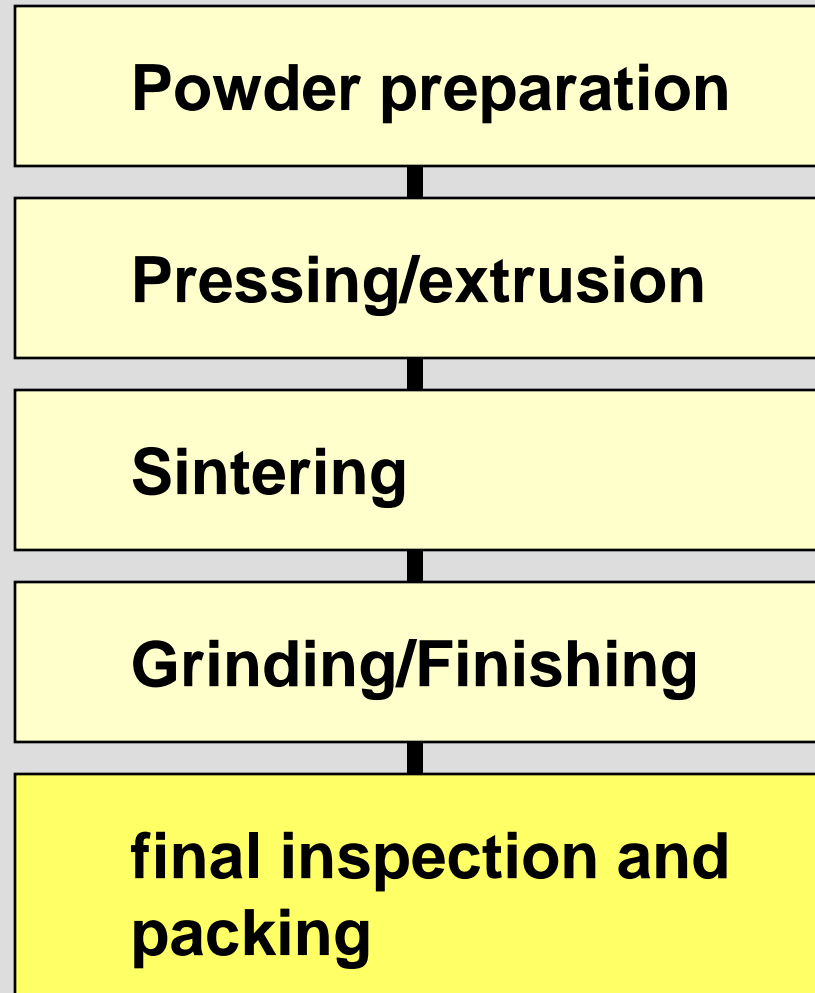 Powder preparation
Pressing/extrusion
Sintering
Grinding/Finishing
final inspection and
packing